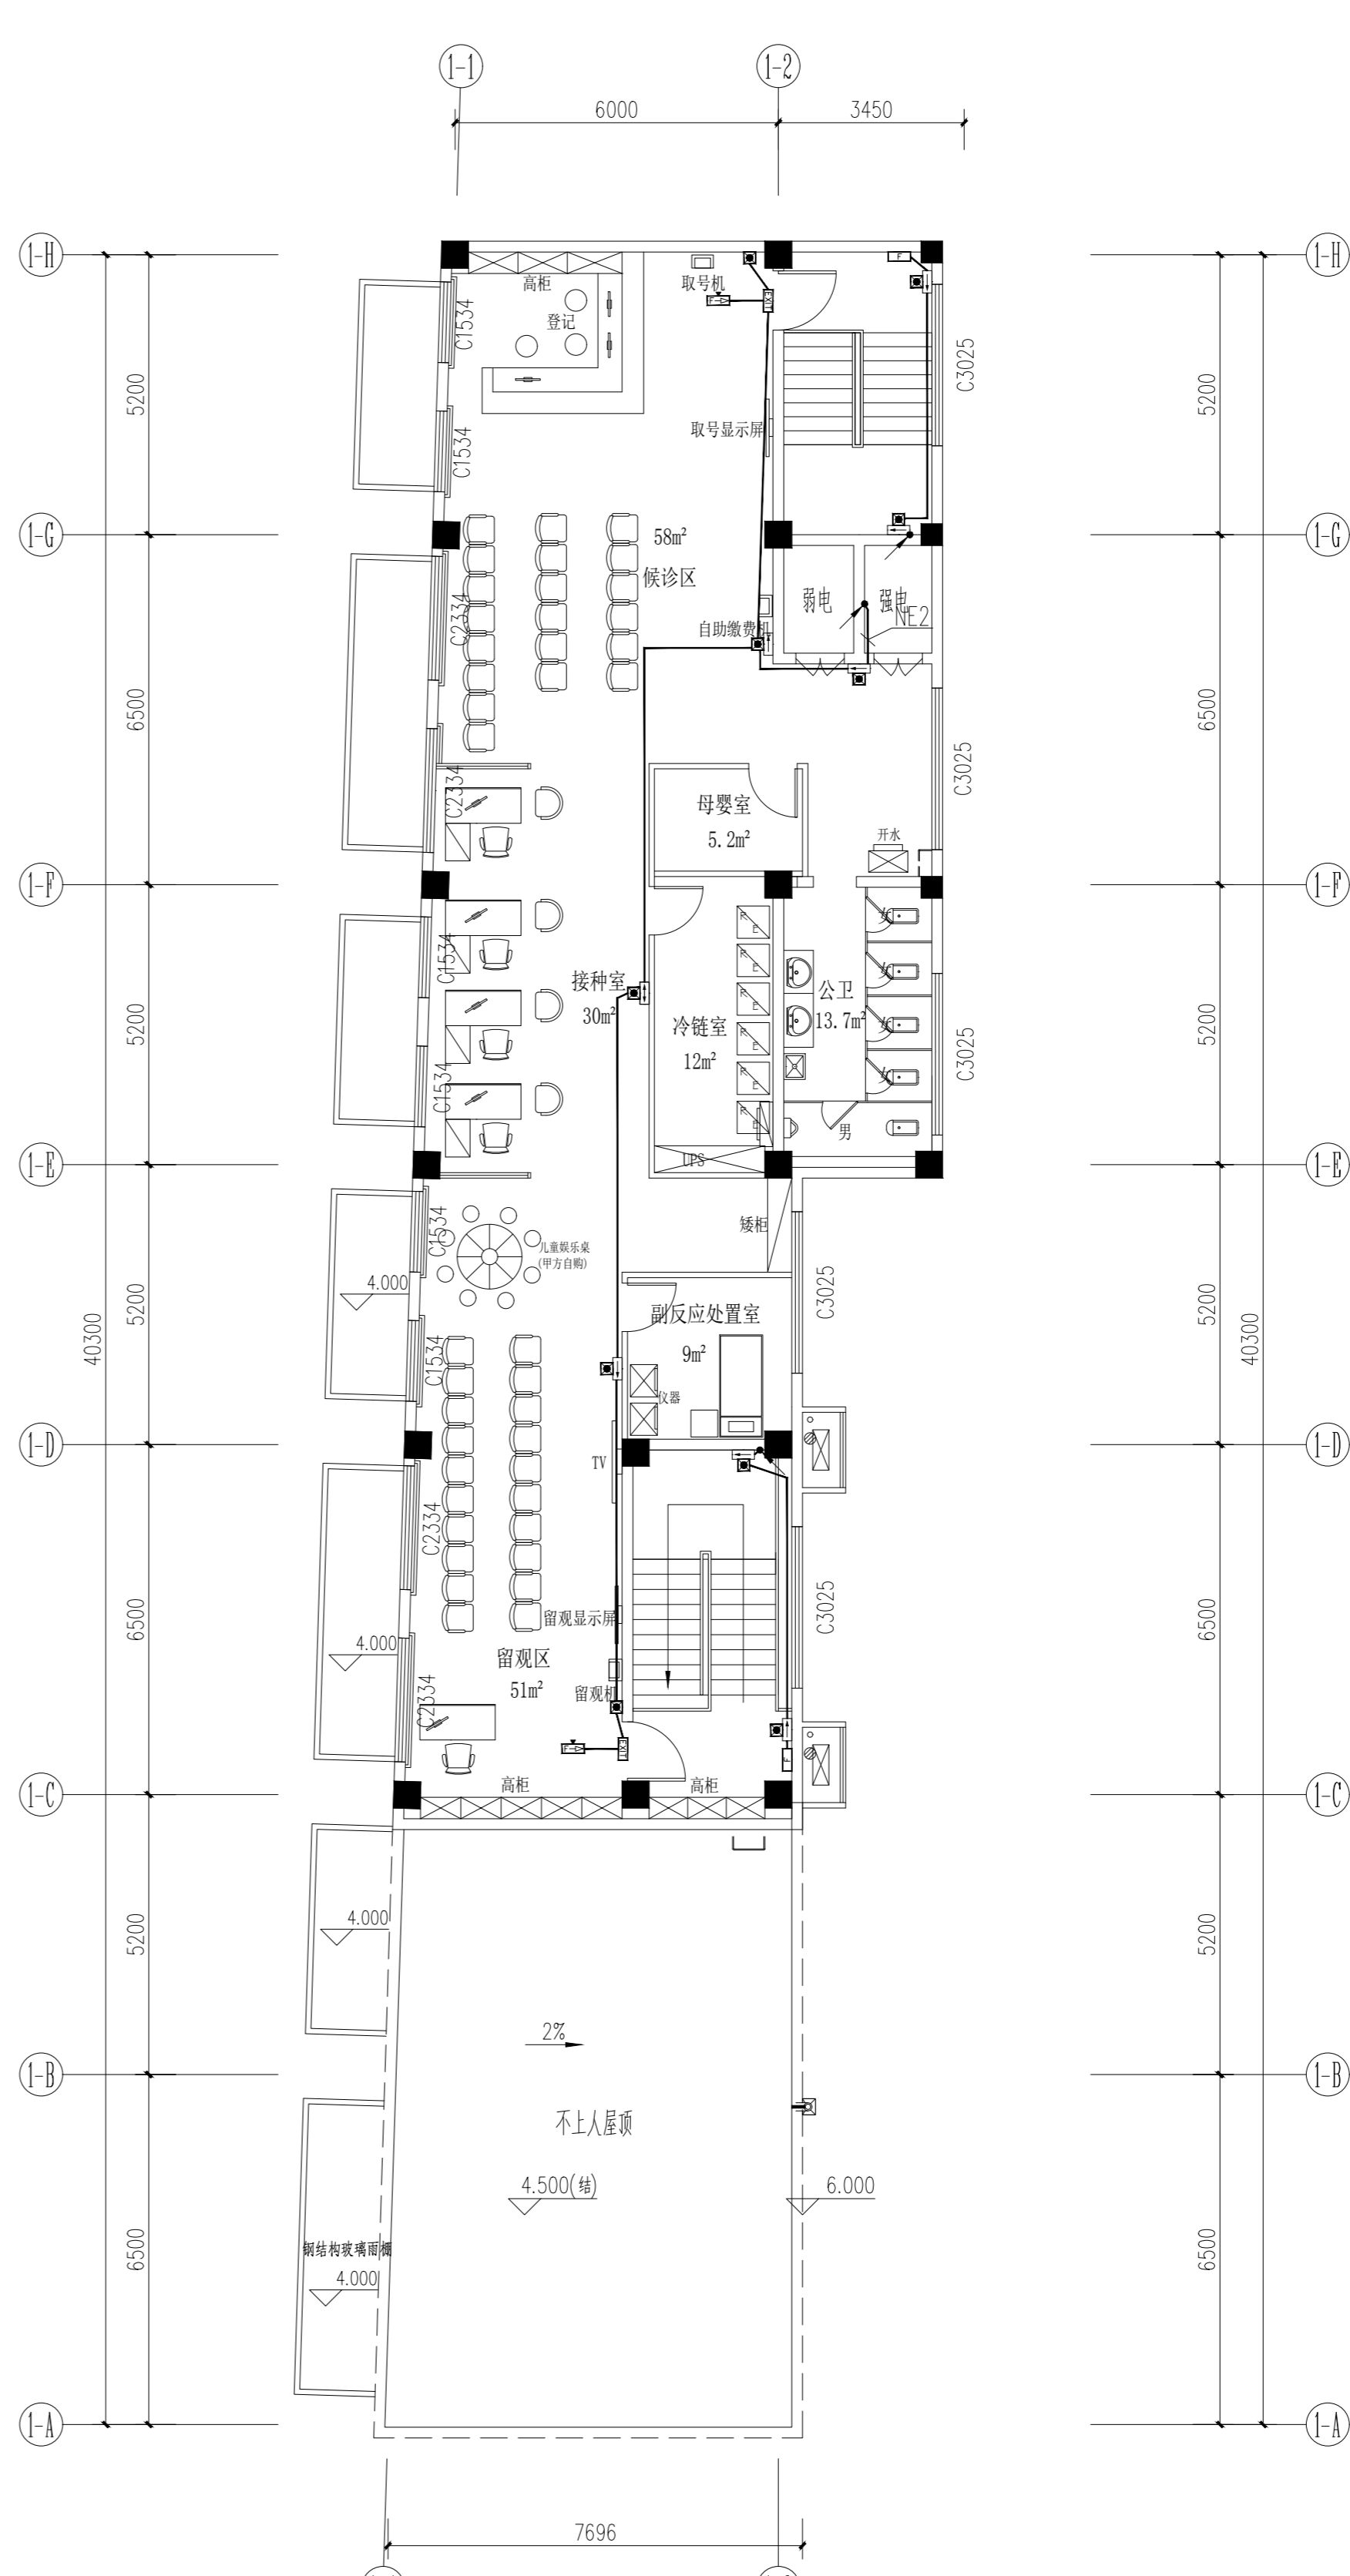 1-1
1-2
6000
3450
1-H
1-H
F
高柜
取号机
F
EXIT
登记
C1534
C3025
5200
5200
取号显示屏
C1534
1-G
1-G
58m²
候诊区
弱电
强电
NE2
C2334
自助缴费机
6500
6500
C3025
C2334
母婴室
5.2m²
开水
1-F
1-F
女
R
E
C1534
女
R
E
接种室
公卫
30m²
13.7m²
冷链室
12m²
R
E
女
5200
5200
C3025
R
E
C1534
R
E
女
R
E
男
UPS
1-E
1-E
C1534
矮柜
儿童娱乐桌
(甲方自购)
4.000
C3025
副反应处置室
9m²
40300
5200
5200
40300
C1534
仪器
1-D
1-D
TV
C2334
C3025
留观显示屏
6500
6500
4.000
留观区
51m²
留观机
C2334
F
EXIT
F
高柜
高柜
1-C
1-C
4.000
5200
5200
2%
1-B
1-B
不上人屋顶
4.500(结)
6.000
6500
6500
钢结构玻璃雨棚
4.000
1-A
1-A
7696